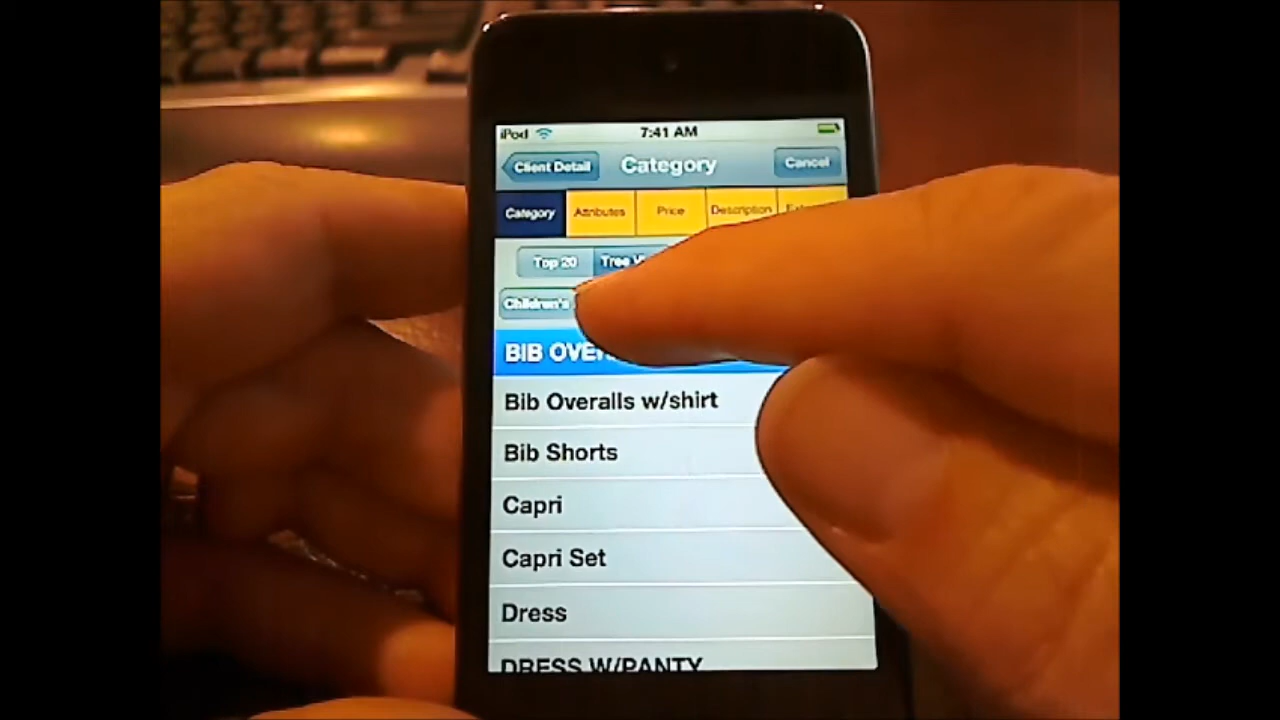 iPod 7:41 AM
Client Detail Category Cancel
Category Attributes Price Description
Top 20 Tree
Children's
BIB
Bib Overalls w/shirt
Bib Shorts
Capri
Capri Set
Dress
DRESS W/PANTY